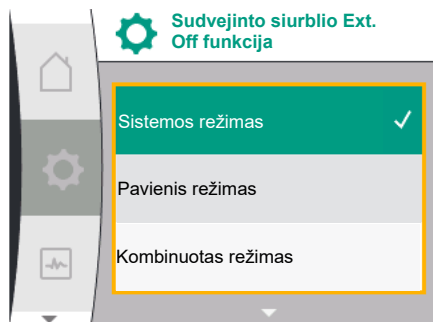 Sudvejinto siurblio Ext.
Off funkcija
Sistemos režimas
Pavienis režimas
Kombinuotas režimas